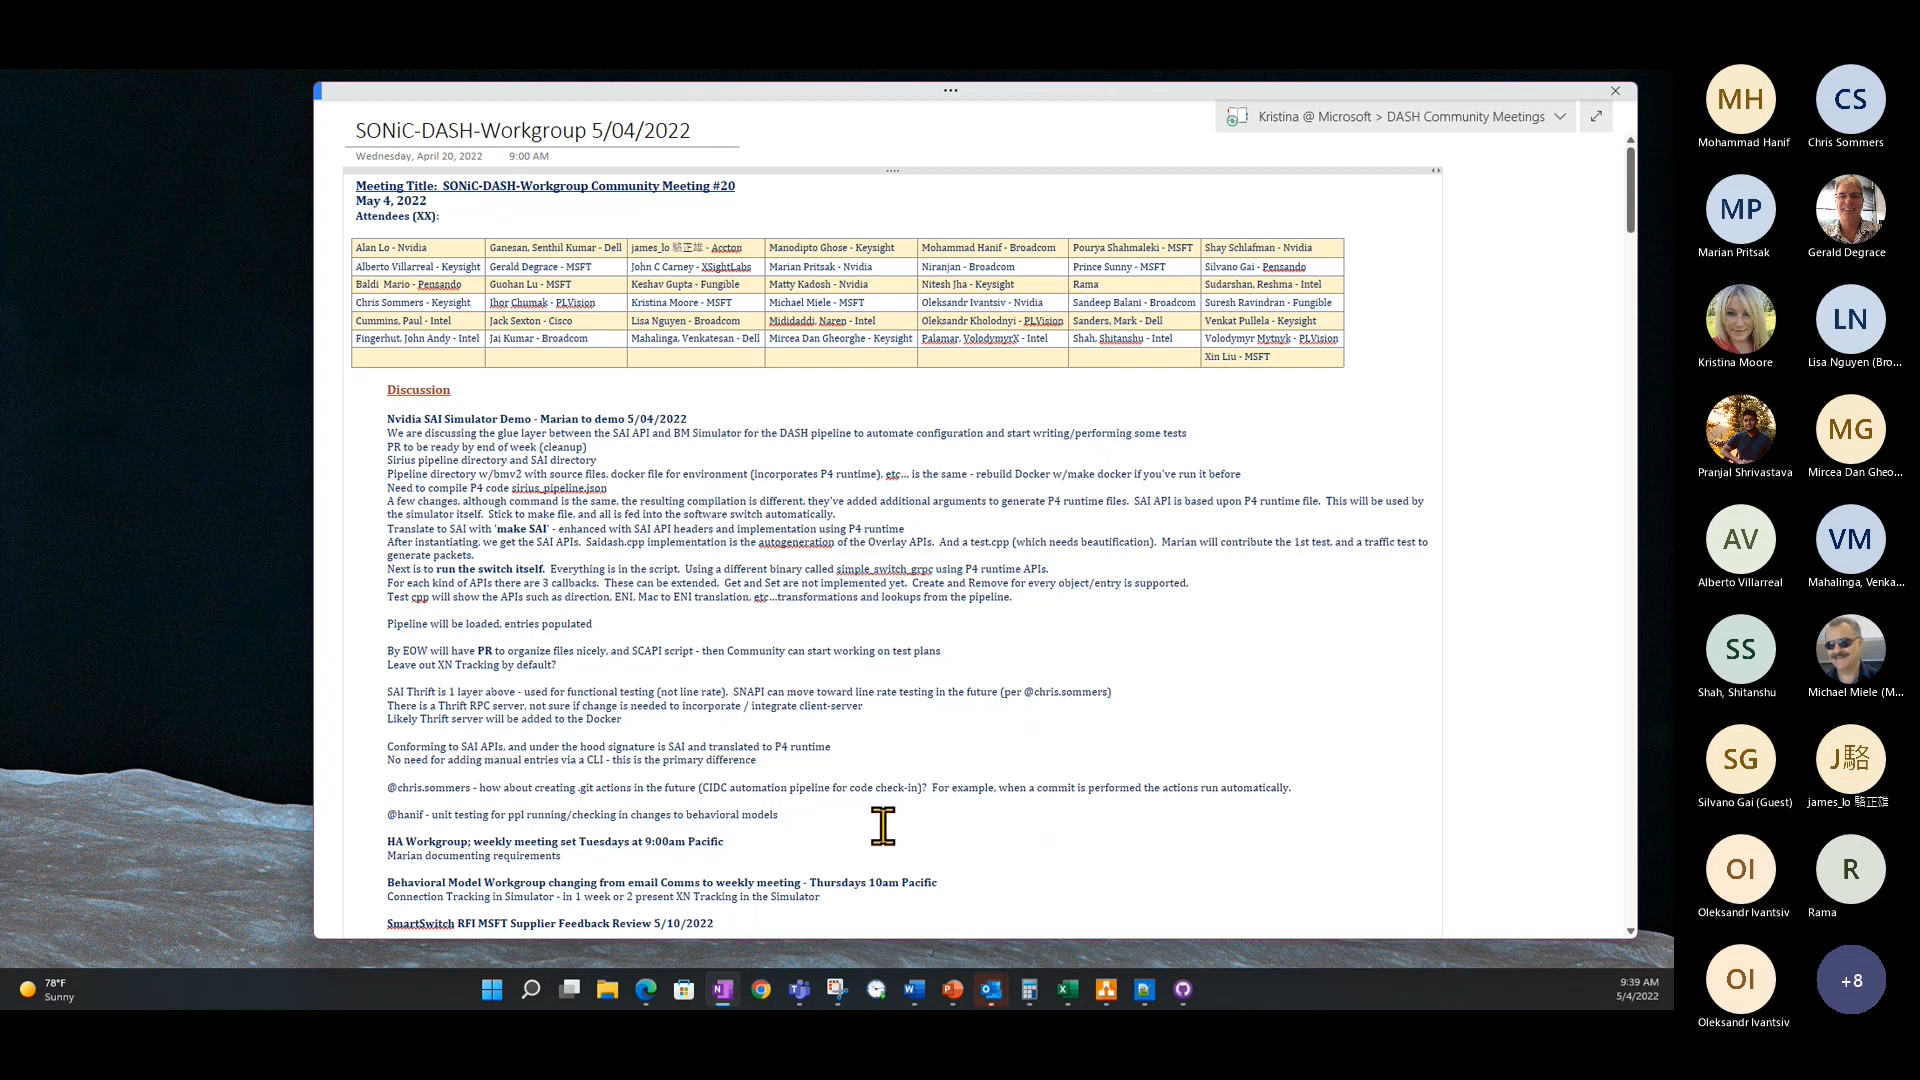 Kristina @ Microsoft > DASH Community Meetings
SONiC-DASH-Workgroup 5/04/2022
Wednesday, April 20, 2022 9:00 AM
Meeting Title: SONiC-DASH-Workgroup Community Meeting #20
May 4, 2022
Attendees (XX):
Alan Lo - Nvidia Ganesan, Senthil Kumar - Dell james_lo 駱正雄 - Accton Manodipto Ghose - Keysight Mohammad Hanif - Broadcom Pourya Shahmaleki - MSFT Shay Schlafman - Nvidia
Alberto Villarreal - Keysight Gerald Degrace - MSFT John C Carney - XSightLabs Marian Pritsak - Nvidia Niranjan - Broadcom Prince Sunny - MSFT Silvano Gai - Pensando
Baldi Mario - Pensando Guohan Lu - MSFT Keshav Gupta - Fungible Matty Kadosh - Nvidia Nitesh Jha - Keysight Rama Sudarshan, Reshma - Intel
Chris Sommers - Keysight Ihor Chumak - PLVision Kristina Moore - MSFT Michael Miele - MSFT Oleksandr Ivantsiv - Nvidia Sandeep Balani - Broadcom Suresh Ravindran - Fungible
Cummins, Paul - Intel Jack Sexton - Cisco Lisa Nguyen - Broadcom Mididaddi, Naren - Intel Oleksandr Kholodnyi - PLVision Sanders, Mark - Dell Venkat Pullela - Keysight
Fingerhut, John Andy - Intel Jai Kumar - Broadcom Mahalinga, Venkatesan - Dell Mircea Dan Gheorghe - Keysight Palamar, VolodymyrX - Intel Shah, Shitanshu - Intel Volodymyr Mytnyk - PLVision
Xin Liu - MSFT
Discussion
Nvidia SAI Simulator Demo - Marian to demo 5/04/2022
We are discussing the glue layer between the SAI API and BM Simulator for the DASH pipeline to automate configuration and start writing/performing some tests
PR to be ready by end of week (cleanup)
Sirius pipeline directory and SAI directory
Pipeline directory w/bmv2 with source files, docker file for environment (incorporates P4 runtime), etc... is the same - rebuild Docker w/make docker if you've run it before
Need to compile P4 code sirius_pipeline.json
A few changes, although command is the same, the resulting compilation is different, they've added additional arguments to generate P4 runtime files. SAI API is based upon P4 runtime file. This will be used by
the simulator itself. Stick to make file, and all is fed into the software switch automatically.
Translate to SAI with 'make SAI' - enhanced with SAI API headers and implementation using P4 runtime
After instantiating, we get the SAI APIs. Saidash.cpp implementation is the autogeneration of the Overlay APIs. And a test.cpp (which needs beautification). Marian will contribute the 1st test, and a traffic test to
generate packets.
Next is to run the switch itself. Everything is in the script. Using a different binary called simple_switch_grpc using P4 runtime APIs.
For each kind of APIs there are 3 callbacks. These can be extended. Get and Set are not implemented yet. Create and Remove for every object/entry is supported.
Test cpp will show the APIs such as direction, ENI, Mac to ENI translation, etc...transformations and lookups from the pipeline.
Pipeline will be loaded, entries populated
By EOW will have PR to organize files nicely, and SCAPI script - then Community can start working on test plans
Leave out XN Tracking by default?
SAI Thrift is 1 layer above - used for functional testing (not line rate). SNAPI can move toward line rate testing in the future (per @chris.sommers)
There is a Thrift RPC server, not sure if change is needed to incorporate / integrate client-server
Likely Thrift server will be added to the Docker
Conforming to SAI APIs, and under the hood signature is SAI and translated to P4 runtime
No need for adding manual entries via a CLI - this is the primary difference
@chris.sommers - how about creating .git actions in the future (CIDC automation pipeline for code check-in)? For example, when a commit is performed the actions run automatically.
@hanif - unit testing for ppl running/checking in changes to behavioral models
HA Workgroup; weekly meeting set Tuesdays at 9:00am Pacific
Marian documenting requirements
Behavioral Model Workgroup changing from email Comms to weekly meeting - Thursdays 10am Pacific
Connection Tracking in Simulator - in 1 week or 2 present XN Tracking in the Simulator
SmartSwitch RFI MSFT Supplier Feedback Review 5/10/2022
78°F
Sunny
9:39 AM
5/4/2022
MH CS
Mohammad Hanif Chris Sommers
MP
Marian Pritsak Gerald Degrace
LN
Kristina Moore Lisa Nguyen (Bro...
MG
Pranjal Shrivastava Mircea Dan Gheo...
AV VM
Alberto Villarreal Mahalinga, Venka...
SS
Shah, Shitanshu Michael Miele (M...
SG J駱
Silvano Gai (Guest) james_lo 駱正雄
OI R
Oleksandr Ivantsiv Rama
OI +8
Oleksandr Ivantsiv